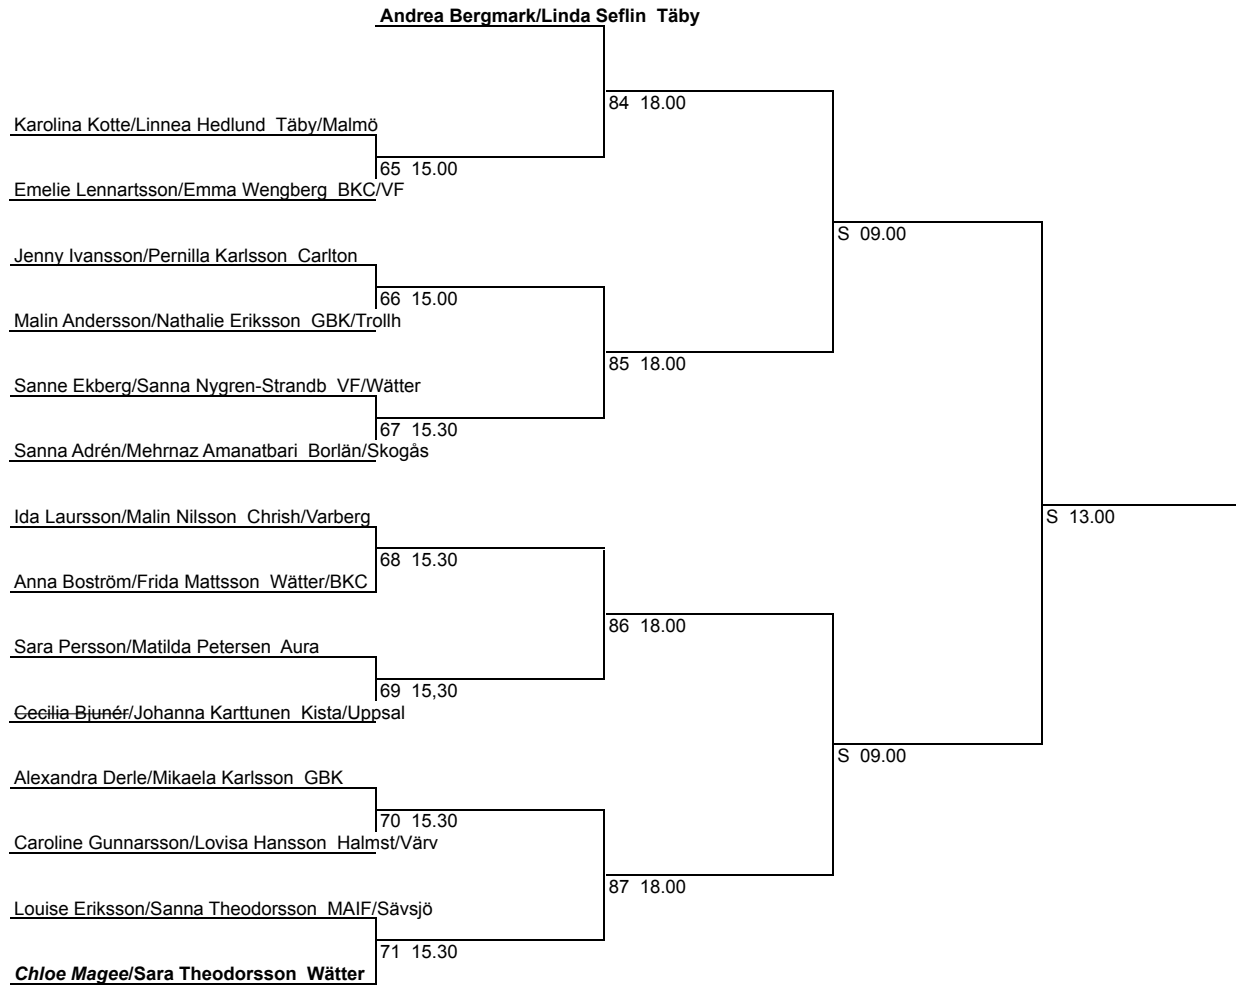 Andrea Bergmark/Linda Seflin Täby
84 18.00
Karolina Kotte/Linnea Hedlund Täby/Malmö
65 15.00
Emelie Lennartsson/Emma Wengberg BKC/VF
S 09.00
Jenny Ivansson/Pernilla Karlsson Carlton
66 15.00
Malin Andersson/Nathalie Eriksson GBK/Trollh
85 18.00
Sanne Ekberg/Sanna Nygren-Strandb VF/Wätter
67 15.30
Sanna Adrén/Mehrnaz Amanatbari Borlän/Skogås
Ida Laursson/Malin Nilsson Chrish/Varberg
S 13.00
68 15.30
Anna Boström/Frida Mattsson Wätter/BKC
86 18.00
Sara Persson/Matilda Petersen Aura
69 15,30
Cecilia Bjunér/Johanna Karttunen Kista/Uppsal
S 09.00
Alexandra Derle/Mikaela Karlsson GBK
70 15.30
Caroline Gunnarsson/Lovisa Hansson Halmst/Värv
87 18.00
Louise Eriksson/Sanna Theodorsson MAIF/Sävsjö
71 15.30
Chloe Magee/Sara Theodorsson Wätter